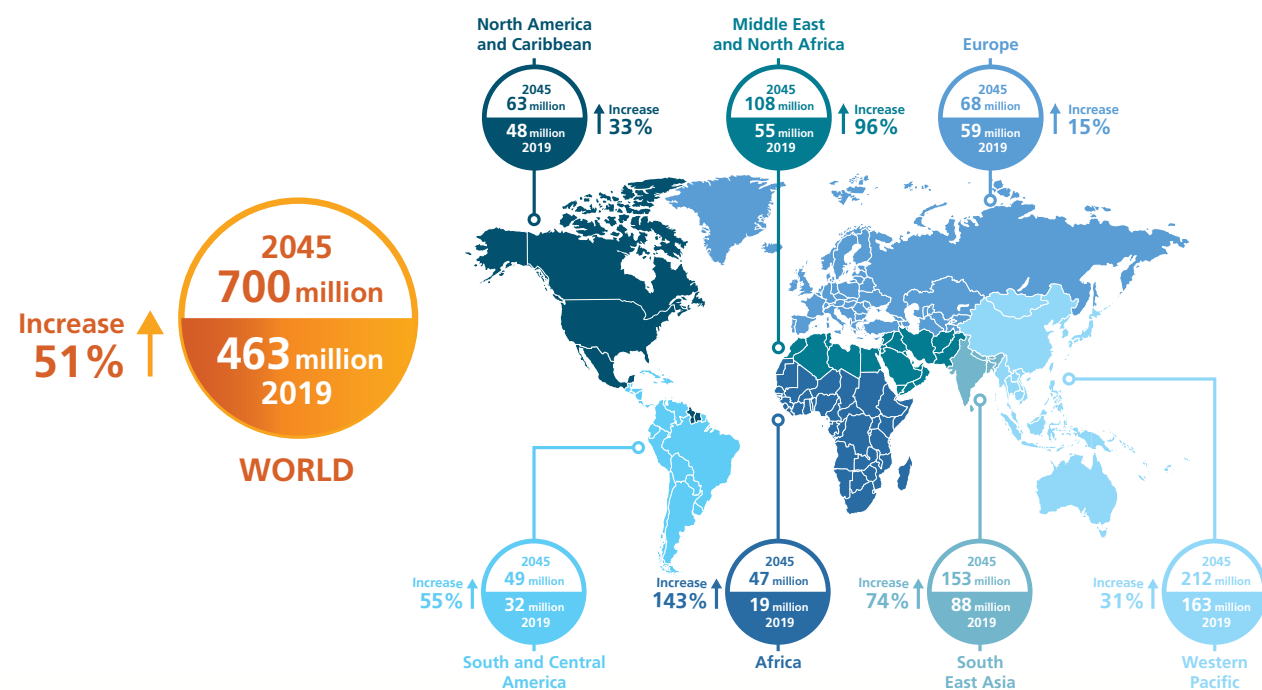 North America
and Caribbean
2045
63 million
48 million
2019
Increase
33%
Middle East
and North Africa
2045
108 million
55 million
2019
Increase
96%
Europe
2045
68 million
59 million
2019
Increase
15%
Increase
51%
2045
700 million
463 million
2019
WORLD
Increase
55%
2045
49 million
32 million
2019
South and Central
America
Increase
143%
2045
47 million
19 million
2019
Africa
Increase
74%
2045
153 million
88 million
2019
South
East Asia
Increase
31%
2045
212 million
163 million
2019
Western
Pacific